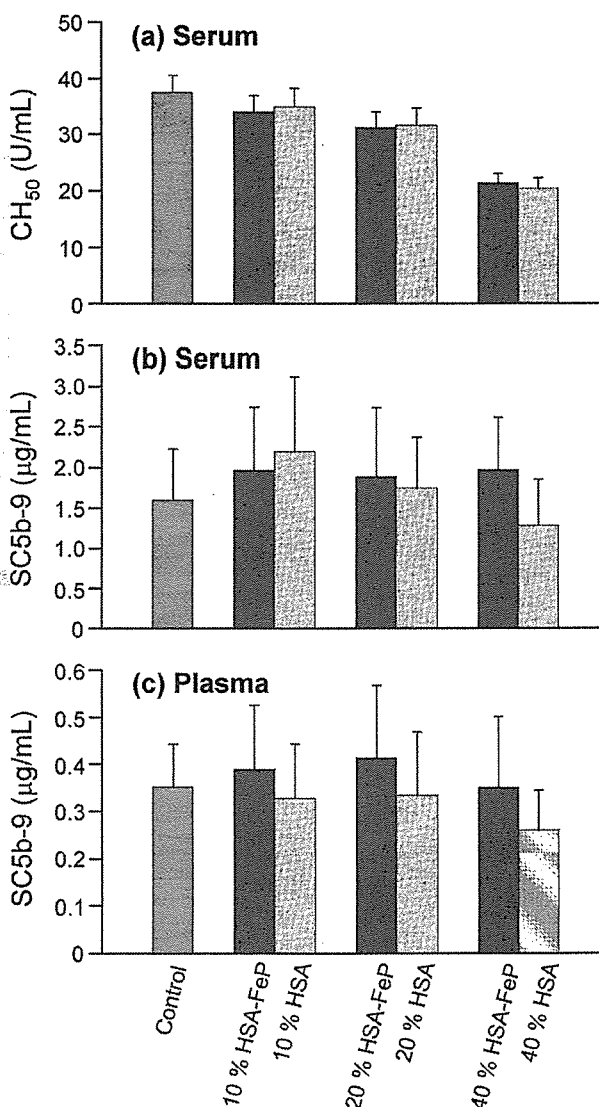 50
(a) Serum
40
30
20
10
0
CH50 (U/mL)
3.5
(b) Serum
3.0
2.5
2.0
1.5
1.0
0.5
0
SC5b-9 (µg/mL)
0.6
(c) Plasma
0.5
0.4
0.3
0.2
0.1
0
SC5b-9 (µg/mL)
Control
10 % HSA-FeP
10 % HSA
20 % HSA-FeP
20 % HSA
40 % HSA-FeP
40 % HSA